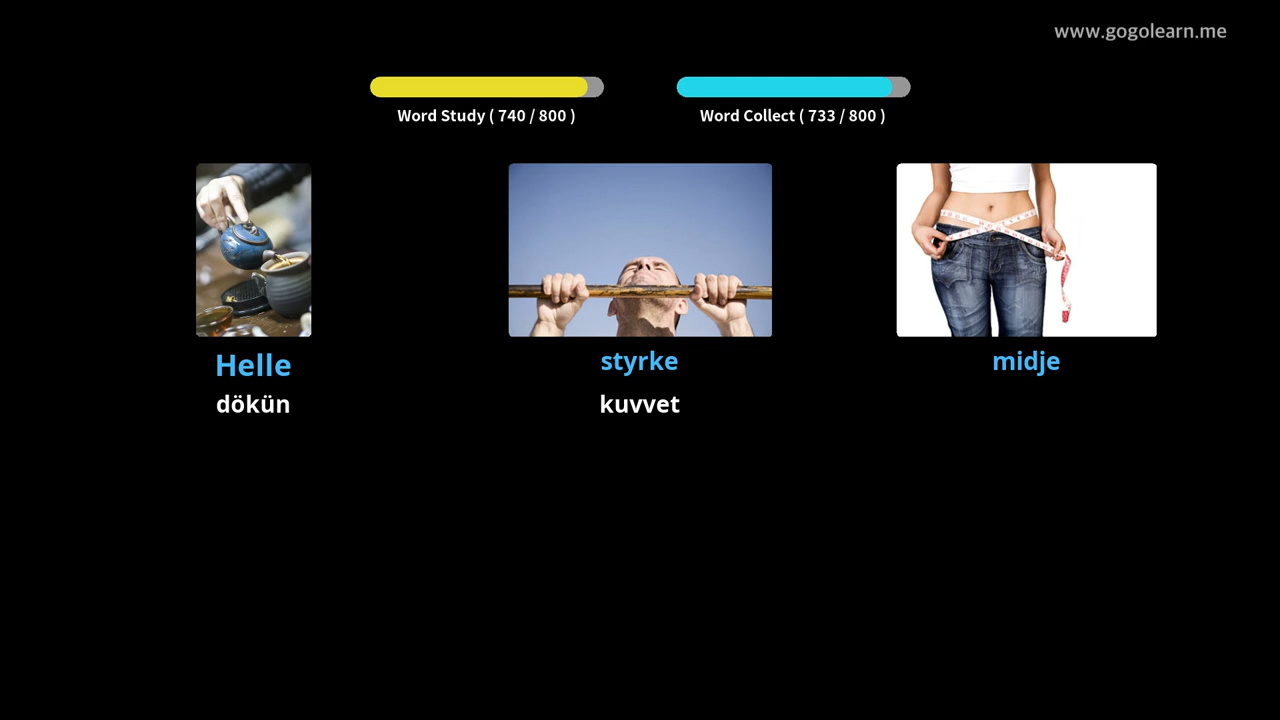 www.gogolearn.me
Word Study ( 740 / 800 )
Word Collect ( 733 / 800 )
Helle
dökün
styrke
kuvvet
midje